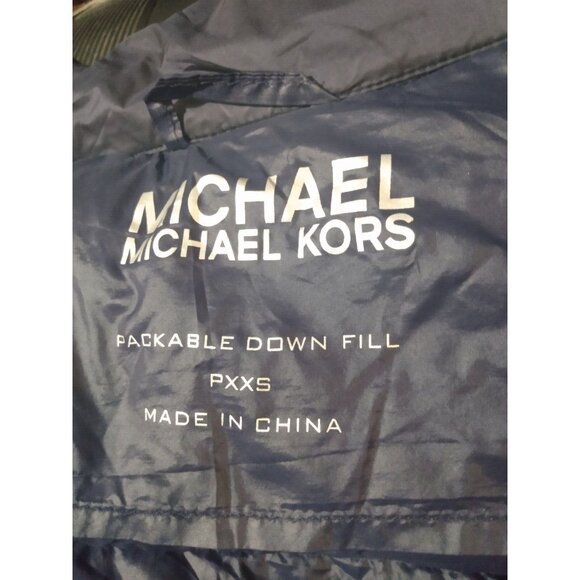 MICHAEL
MICHAEL KORS
PACKABLE DOWN FILL
PXXS
MADE IN CHINA